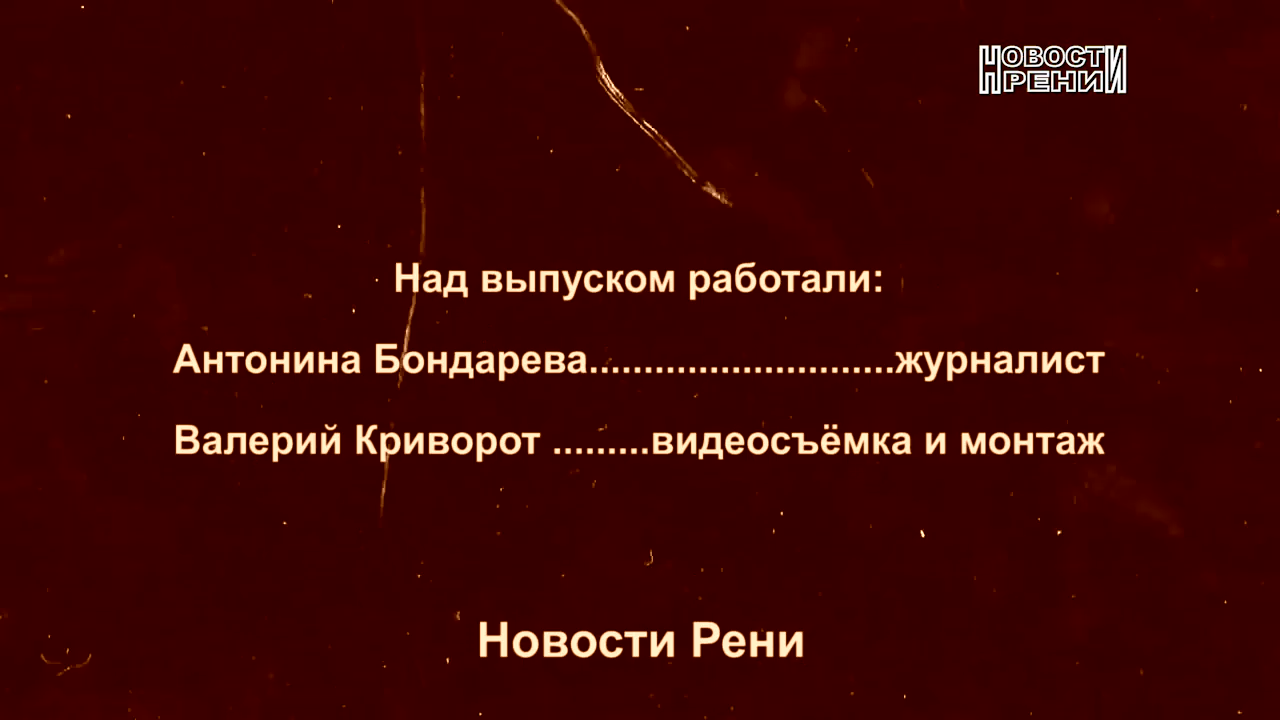 НОВОСТИ
РЕНИ
Над выпуском работали:
Антонина Бондарева............................журналист
Валерий Криворот .........видеосъёмка и монтаж
Новости Рени